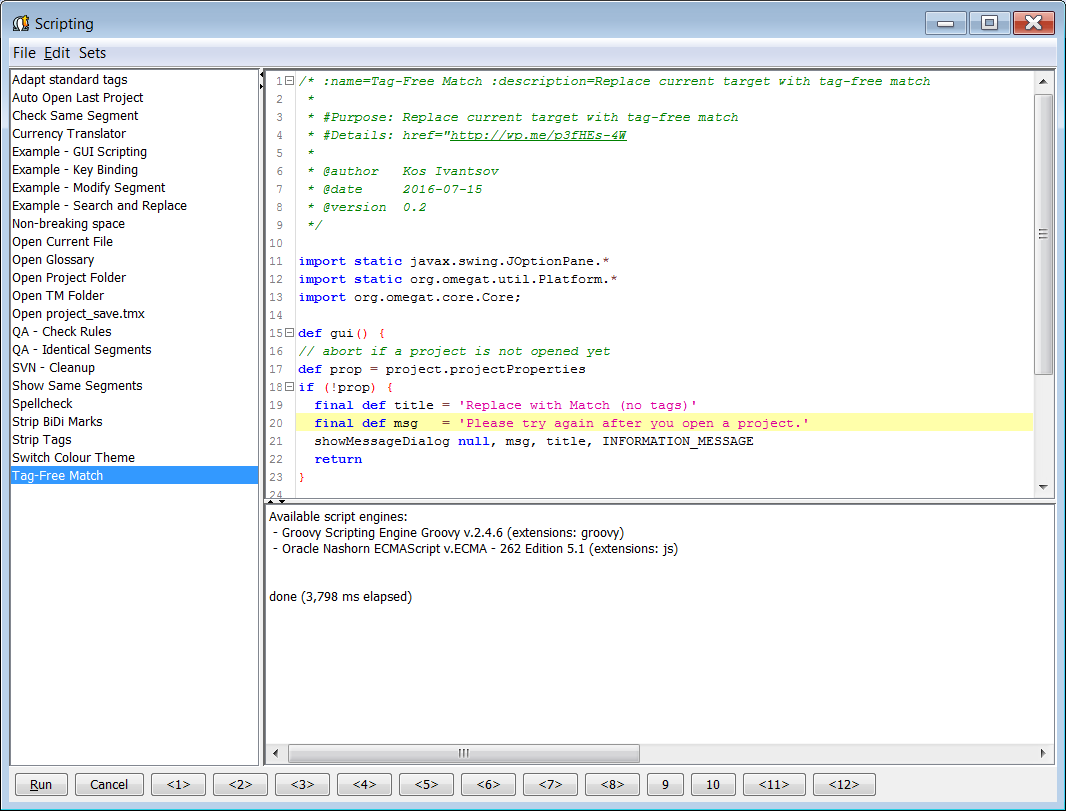 Scripting
File Edit Sets
Adapt standard tags
Auto Open Last Project
Check Same Segment
Currency Translator
Example - GUI Scripting
Example - Key Binding
Example - Modify Segment
Example - Search and Replace
Non-breaking space
Open Current File
Open Glossary
Open Project Folder
Open TM Folder
Open project_save.tmx
QA - Check Rules
QA - Identical Segments
SVN - Cleanup
Show Same Segments
Spellcheck
Strip BiDi Marks
Strip Tags
Switch Colour Theme
Tag-Free Match
1 /* :name=Tag-Free Match :description=Replace current target with tag-free match
2 *
3 * #Purpose: Replace current target with tag-free match
4 * #Details: href="http://wp.me/p3fHEs-4W
5 *
6 * @author   Kos Ivantsov
7 * @date     2016-07-15
8 * @version  0.2
9 */
10
11 import static javax.swing.JOptionPane.*
12 import static org.omegat.util.Platform.*
13 import org.omegat.core.Core;
14
15 def gui() {
16 // abort if a project is not opened yet
17 def prop = project.projectProperties
18 if (!prop) {
19   final def title = 'Replace with Match (no tags)'
20   final def msg   = 'Please try again after you open a project.'
21   showMessageDialog null, msg, title, INFORMATION_MESSAGE
22   return
23 }
24
Available script engines:
- Groovy Scripting Engine Groovy v.2.4.6 (extensions: groovy)
- Oracle Nashorn ECMAScript v.ECMA - 262 Edition 5.1 (extensions: js)
done (3,798 ms elapsed)
Run Cancel <1> <2> <3> <4> <5> <6> <7> <8> 9 10 <11> <12>